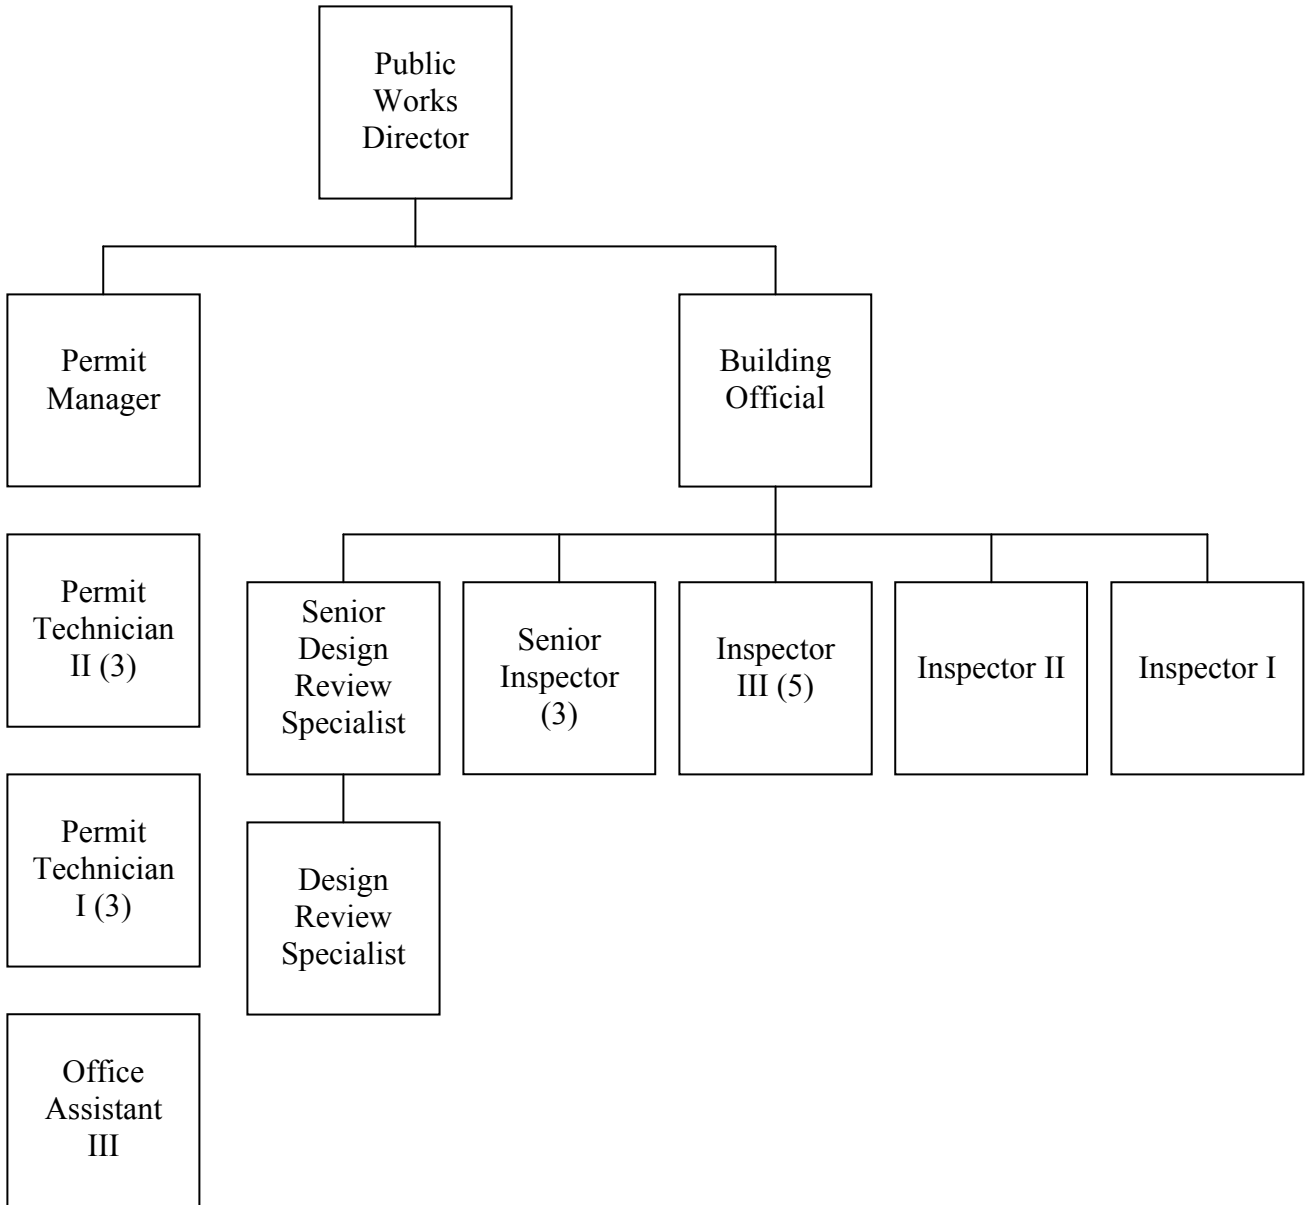 Public
Works
Director
Permit
Manager
Building
Official
Permit
Technician
II (3)
Senior
Design
Review
Specialist
Senior
Inspector
(3)
Inspector
III (5)
Inspector II
Inspector I
Permit
Technician
I (3)
Design
Review
Specialist
Office
Assistant
III